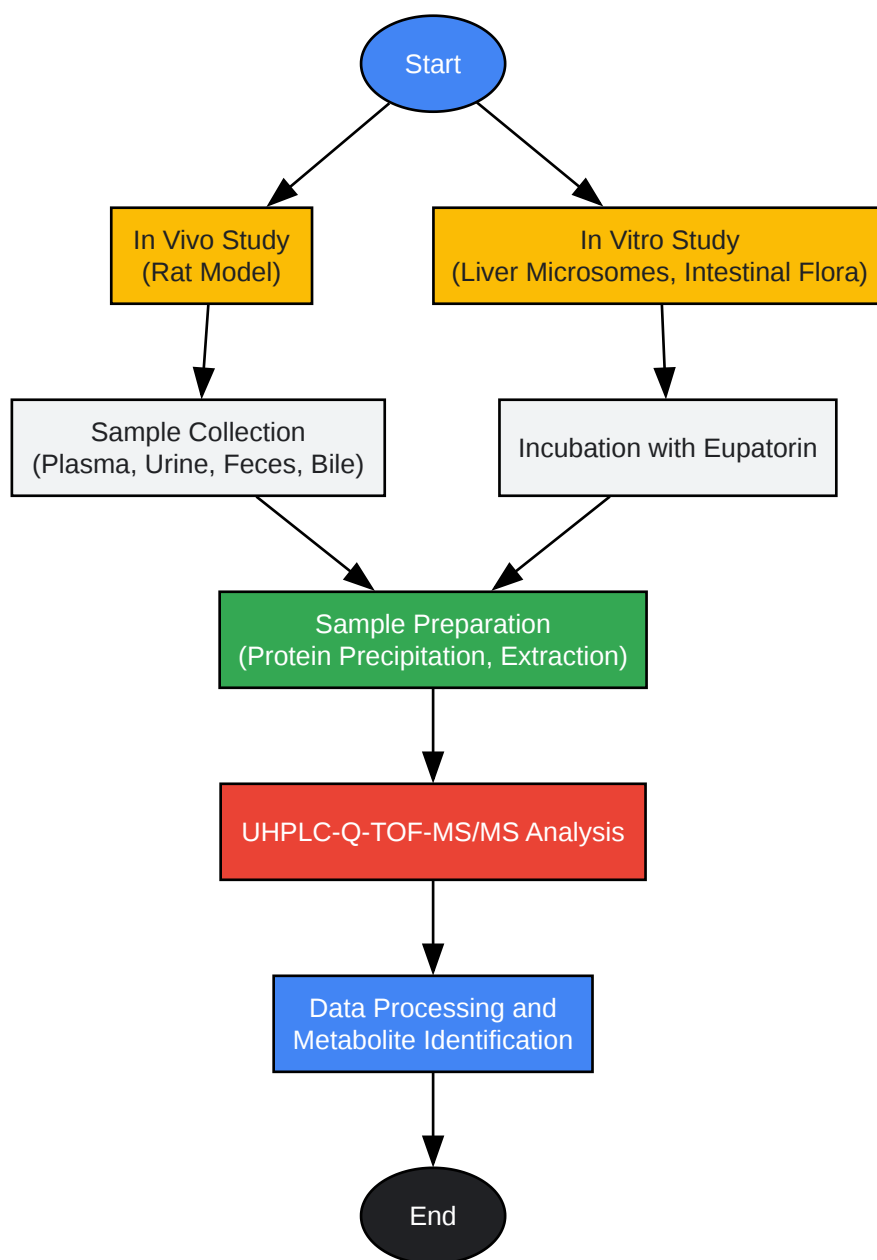 Start
In Vivo Study
(Rat Model)
In Vitro Study
(Liver Microsomes, Intestinal Flora)
Sample Collection
(Plasma, Urine, Feces, Bile)
Incubation with Eupatorin
Sample Preparation
(Protein Precipitation, Extraction)
UHPLC-Q-TOF-MS/MS Analysis
Data Processing and
Metabolite Identification
End